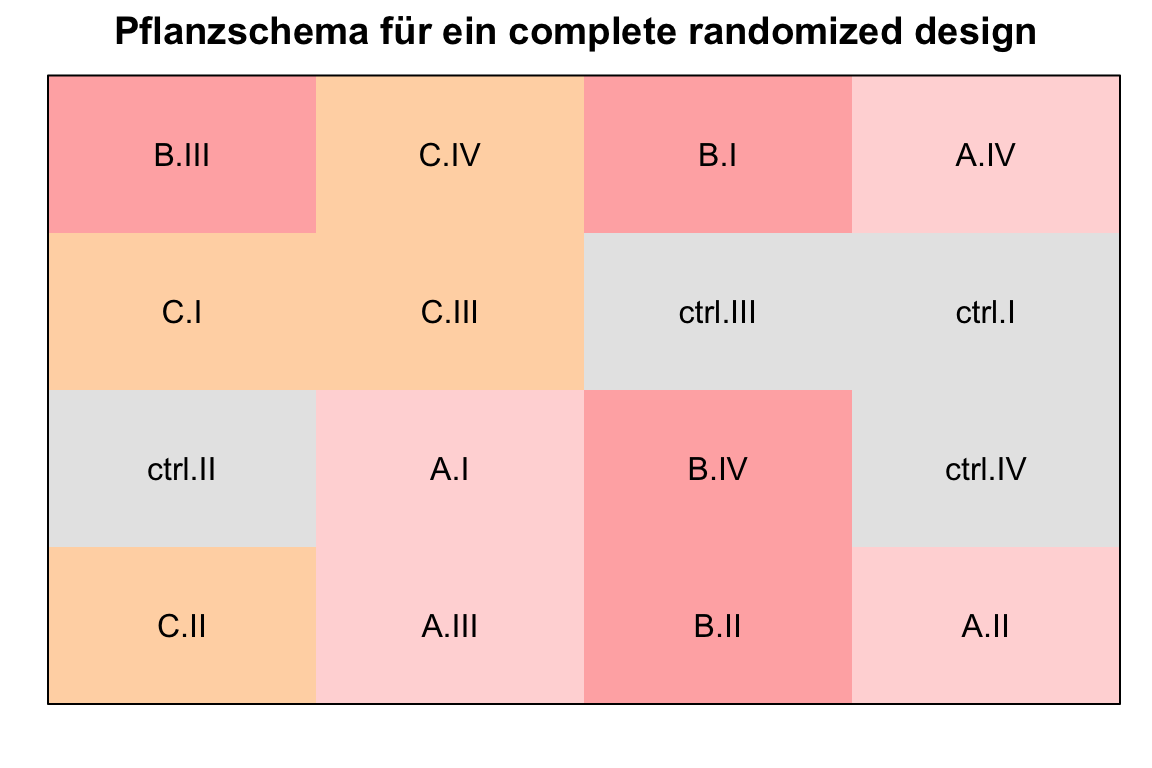 Pflanzschema für ein complete randomized design
B.III C.IV B.I A.IV
C.I C.III ctrl.III ctrl.I
ctrl.II A.I B.IV ctrl.IV
C.II A.III B.II A.II